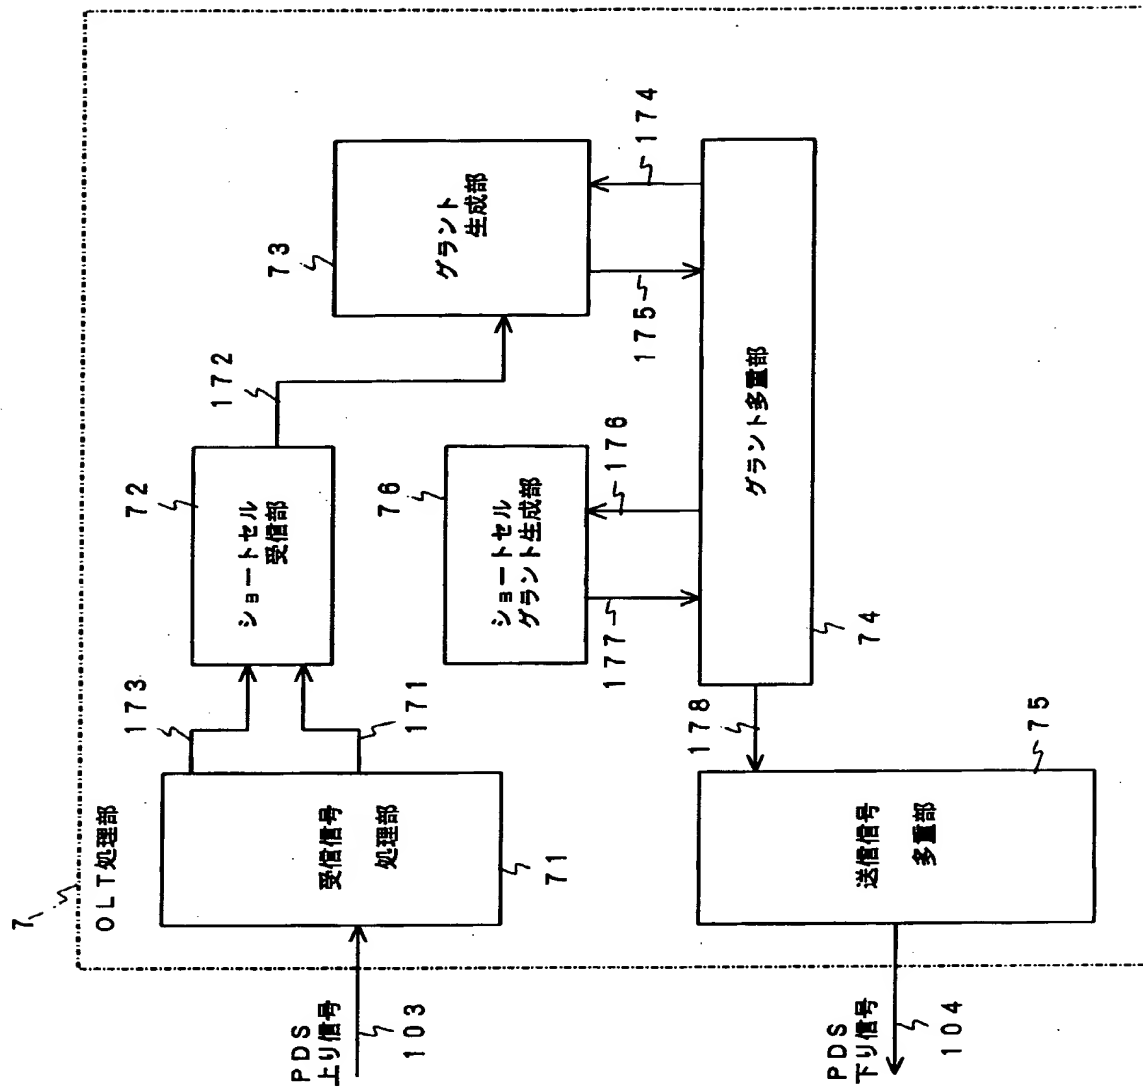 7
OLT処理部
PDS
上り信号
103
受信信号
処理部
71
173
171
ショートセル
受信部
72
172
グラント
生成部
73
ショートセル
グラント生成部
76
177
176
175
174
グラント多重部
74
178
送信信号
多重部
75
PDS
下り信号
104